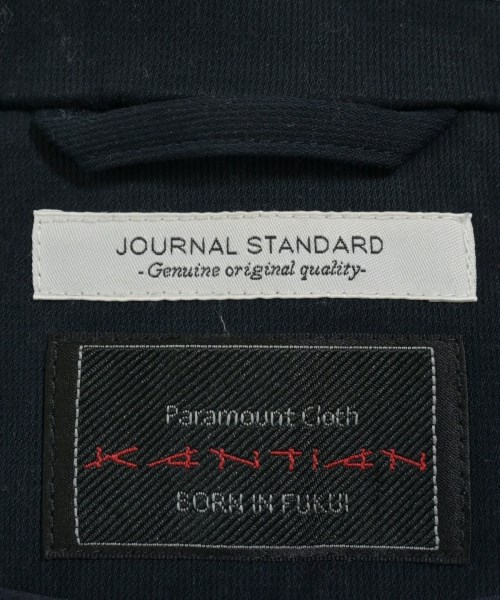 JOURNAL STANDARD
-Genuine original quality-
Paramount Cloth
KANTIAN
BORN IN FUKUI